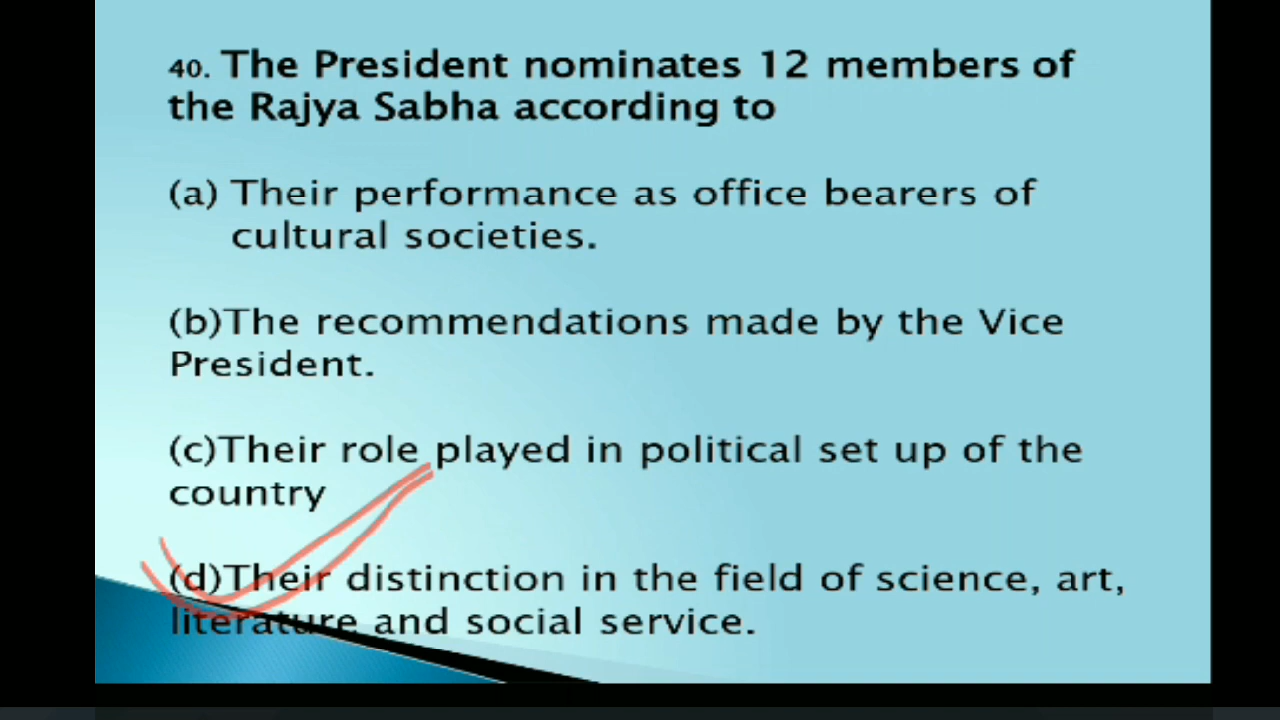 40. The President nominates 12 members of
the Rajya Sabha according to
(a) Their performance as office bearers of
cultural societies.
(b)The recommendations made by the Vice
President.
(c)Their role played in political set up of the
country
(d)Their distinction in the field of science, art,
literature and social service.